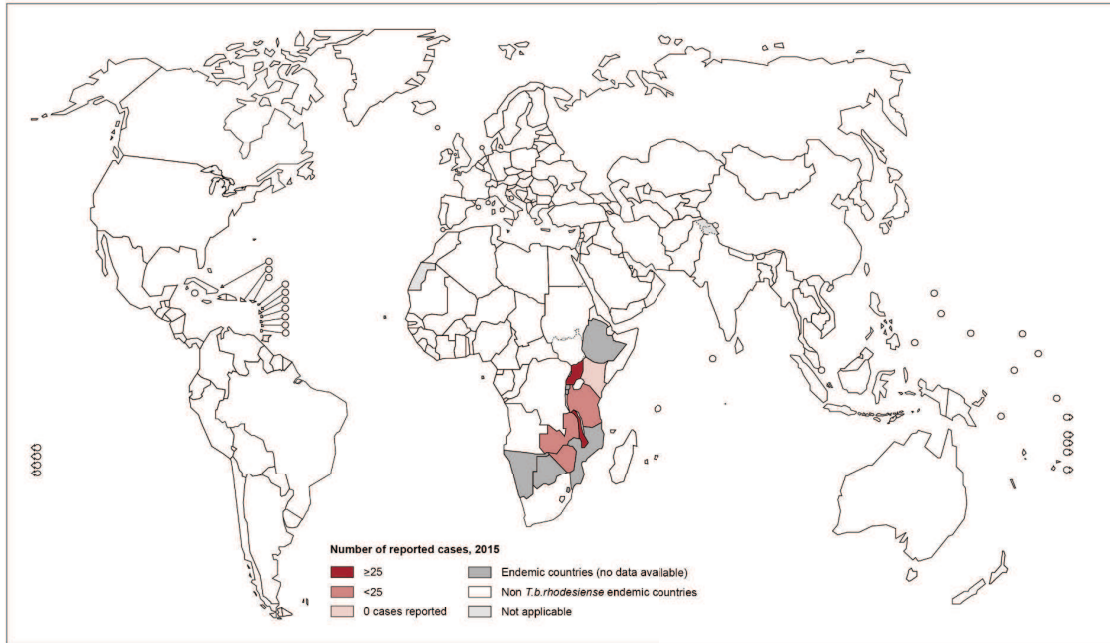 Number of reported cases, 2015
≥25
<25
0 cases reported
Endemic countries (no data available)
Non T.b.rhodesiense endemic countries
Not applicable